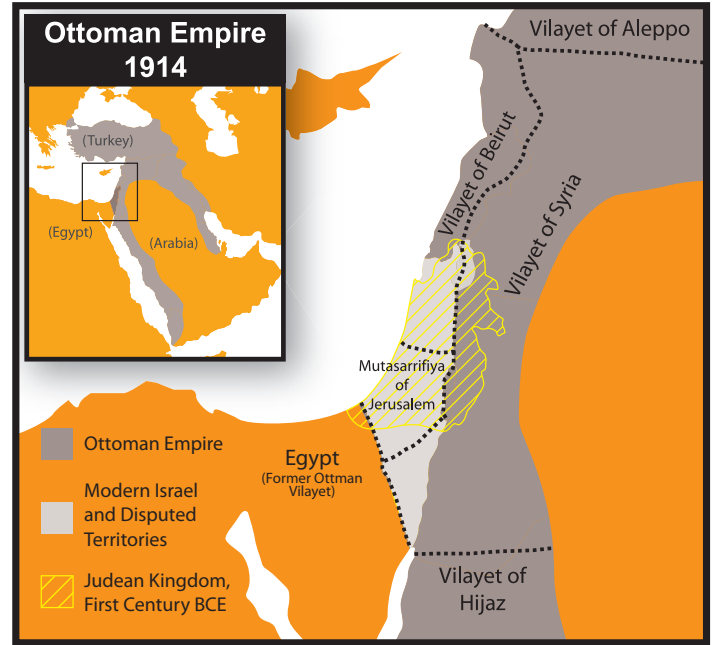 Ottoman Empire
1914
(Turkey)
(Egypt)
(Arabia)
Vilayet of Aleppo
Vilayet of Beirut
Vilayet of Syria
Mutasarrifiya
of
Jerusalem
Egypt
(Former Ottman
Vilayet)
Vilayet of
Hijaz
Ottoman Empire
Modern Israel
and Disputed
Territories
Judean Kingdom,
First Century BCE